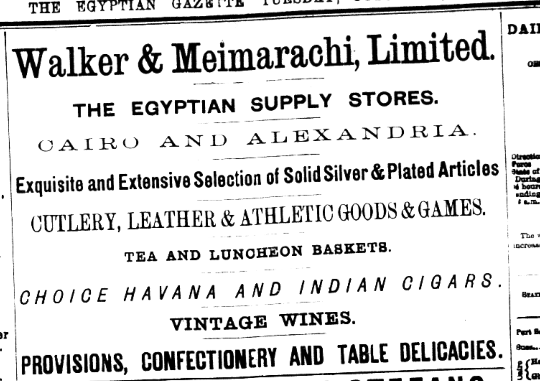 THE EGYPTIAN GAZETTE TUESDAY,
Walker & Meimarachi, Limited.
THE EGYPTIAN SUPPLY STORES.
CAIRO AND ALEXANDRIA.
Exquisite and Extensive Selection of Solid Silver & Plated Articles
CUTLERY, LEATHER & ATHLETIC GOODS & GAMES.
TEA AND LUNCHEON BASKETS.
CHOICE HAVANA AND INDIAN CIGARS.
VINTAGE WINES.
PROVISIONS, CONFECTIONERY AND TABLE DELICACIES.